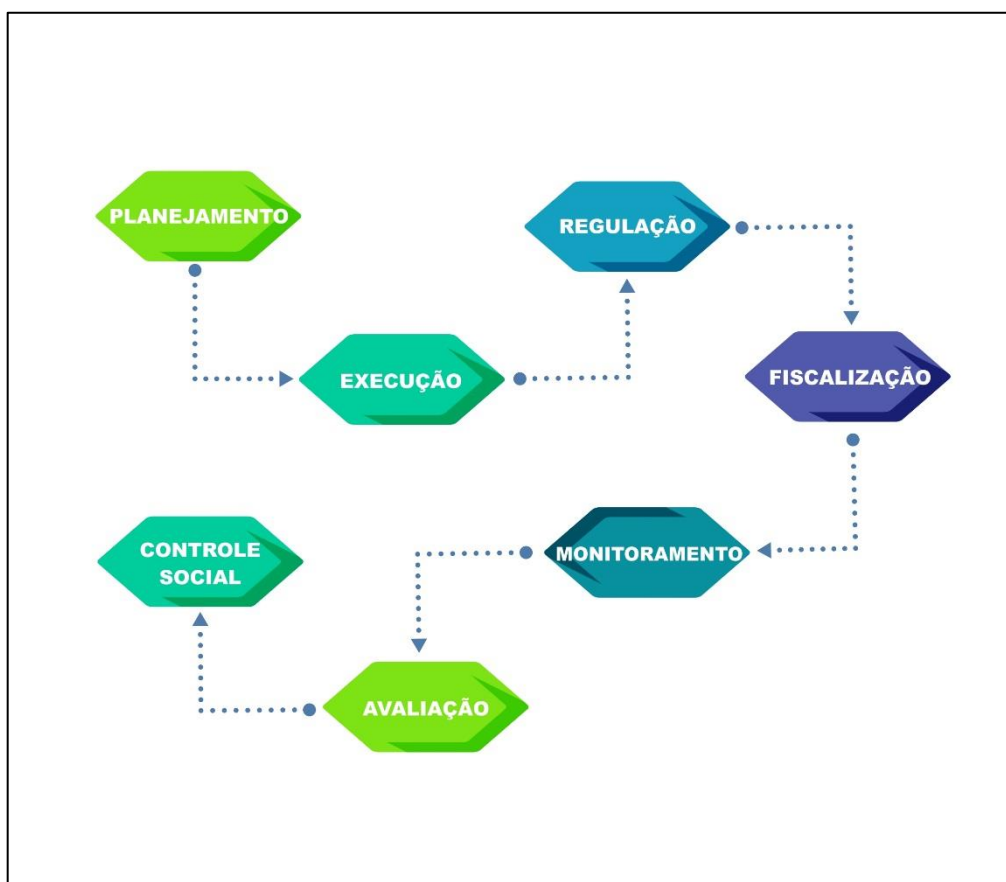 PLANEJAMENTO
EXECUÇÃO
REGULAÇÃO
FISCALIZAÇÃO
MONITORAMENTO
AVALIAÇÃO
CONTROLE
SOCIAL